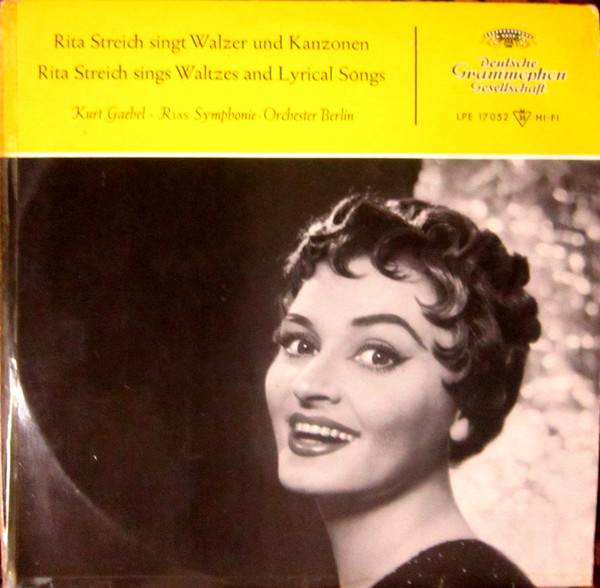 Rita Streich singt Walzer und Kanzonen
Rita Streich sings Waltzes and Lyrical Songs
Kurt Gaebel · RIAS Symphonie-Orchester Berlin
Deutsche
Grammophon
Gesellschaft
LPE 17052 HI-FI